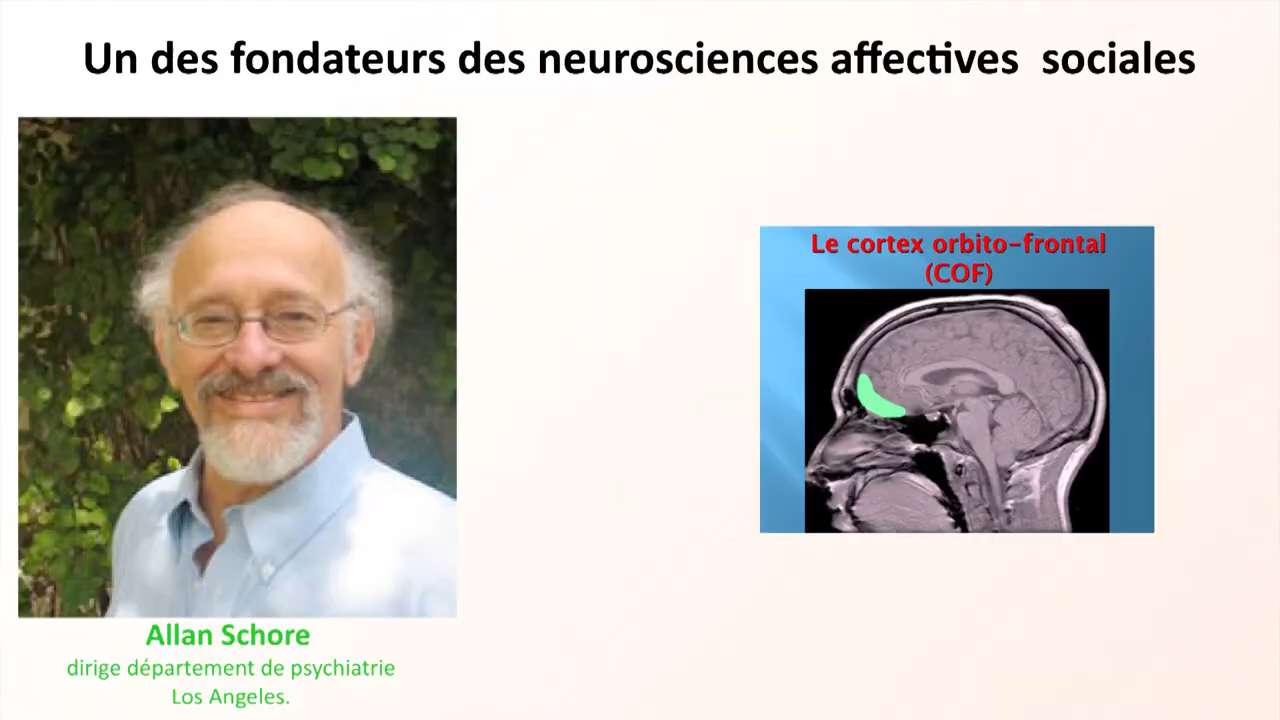 Un des fondateurs des neurosciences affectives  sociales
Le cortex orbito-frontal
(COF)
Allan Schore
dirige département de psychiatrie
Los Angeles.